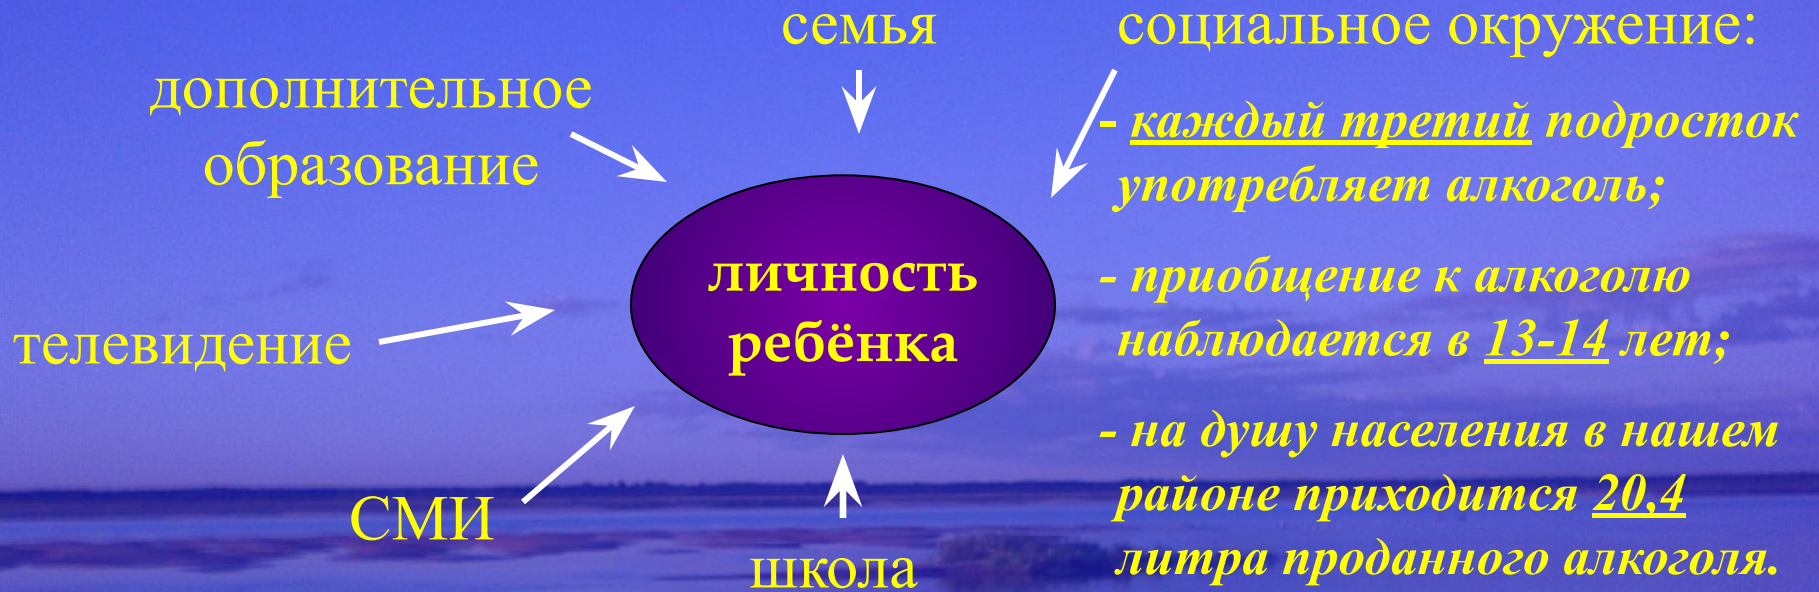 семья
социальное окружение:
дополнительное
образование
- каждый третий подросток
употребляет алкоголь;
личность
ребёнка
- приобщение к алкоголю
наблюдается в 13-14 лет;
телевидение
- на душу населения в нашем
районе приходится 20,4
литра проданного алкоголя.
СМИ
школа